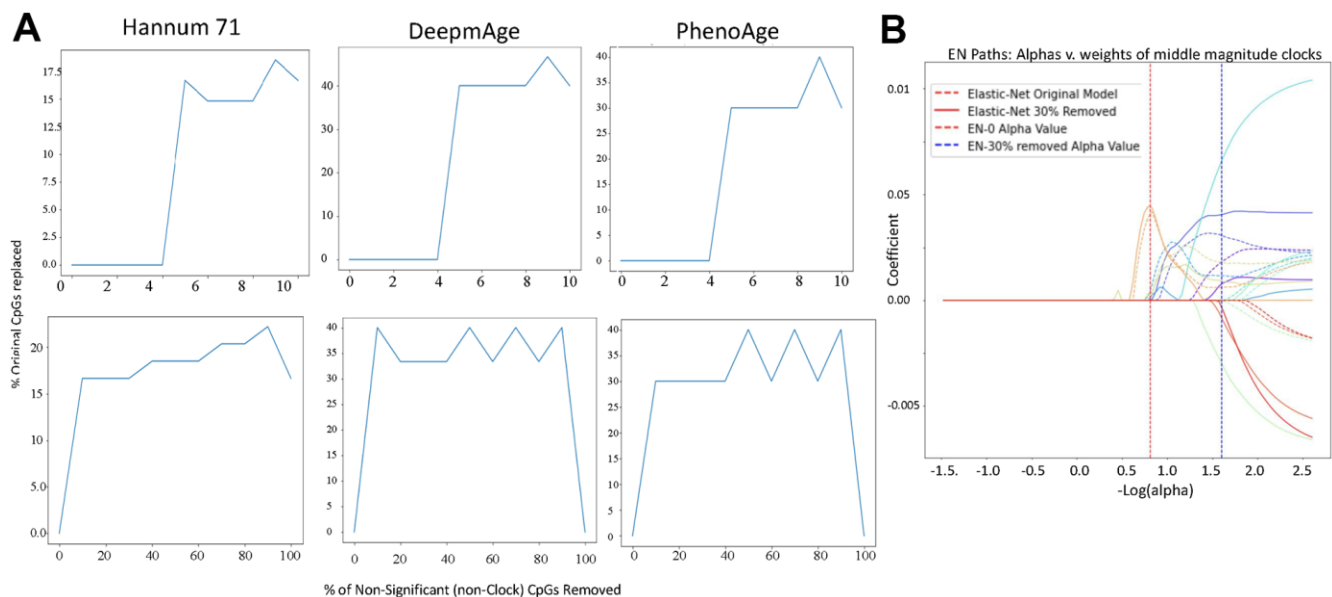 A
Hannum 71
DeepmAge
PhenoAge
B
17.5
15
12.5
10.0
7.5
5.0
2.5
0.0
0 2 4 6 8 10
40
30
20
10
0
0 2 4 6 8 10
40
35
30
25
20
15
10
5
0
0 2 4 6 8 10
% Original CpGs replaced
20
15
10
5.0
0.0
0 20 40 60 80 100
40
35
30
25
20
15
10
5
0
0 20 40 60 80 100
40
35
30
25
20
15
10
5
0
0 20 40 60 80 100
% of Non-Significant (non-Clock) CpGs Removed
EN Paths: Alphas v. weights of middle magnitude clocks
Elastic-Net Original Model
Elastic-Net 30% Removed
EN-0 Alpha Value
EN-30% removed Alpha Value
Coefficient
0.01
0.05
0.00
-0.005
-1.5. -1.0 -0.5 0.0 0.5 1.0 1.5 2.0 2.5
-Log(alpha)